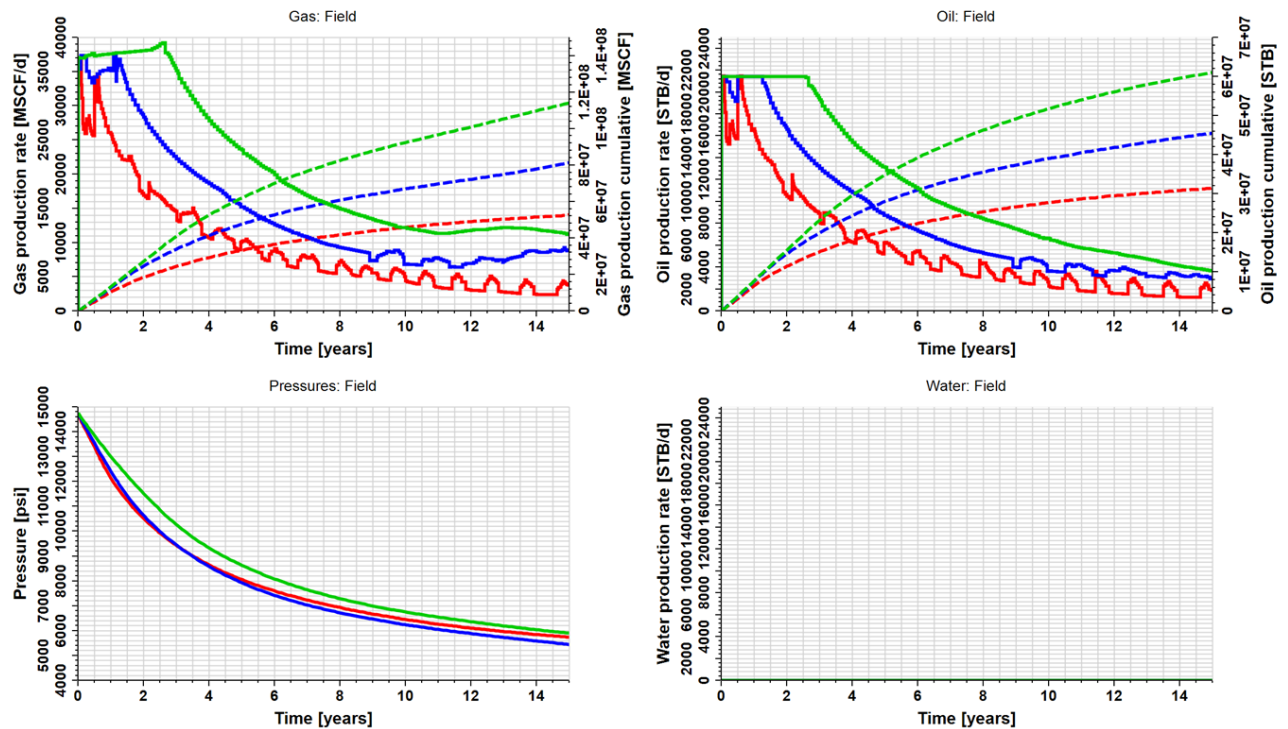 Gas: Field
Gas production rate [MSCF/d]
0 5000 10000 15000 20000 25000 30000 35000 40000
0 2 4 6 8 10 12 14
Time [years]
0 2E+07 4E+07 6E+07 8E+07 1E+08 1.2E+08 1.4E+08
Gas production cumulative [MSCF]
Oil: Field
Oil production rate [STB/d]
0 2000 4000 6000 8000 10000 12000 14000 16000 18000 20000 22000 24000
0 2 4 6 8 10 12 14
Time [years]
0 1E+07 2E+07 3E+07 4E+07 5E+07 6E+07 7E+07
Oil production cumulative [STB]
Pressures: Field
Pressure [psi]
4000 5000 6000 7000 8000 9000 10000 11000 12000 13000 14000 15000
0 2 4 6 8 10 12 14
Time [years]
Water: Field
Water production rate [STB/d]
0 2000 4000 6000 8000 10000 12000 14000 16000 18000 20000 22000 24000
0 2 4 6 8 10 12 14
Time [years]